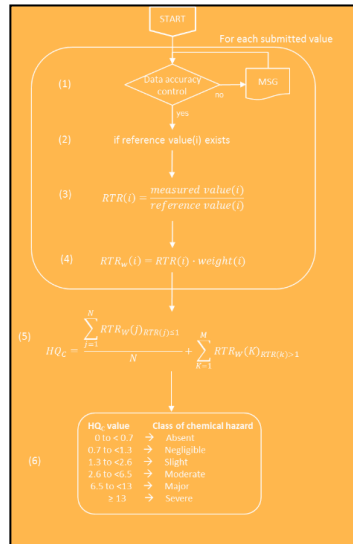 START
For each submitted value
(1)
Data accuracy
control
no
MSG
yes
(2)
if reference value(i) exists
(3)
RTR(i) = measured value(i) / reference value(i)
(4)
RTR_w(i) = RTR(i) · weight(i)
(5)
HQ_C = ∑_{j=1}^{N} RTR_W(j)_{RTR(j)≤1} / N + ∑_{K=1}^{M} RTR_W(K)_{RTR(K)>1}
(6)
HQ_C value Class of chemical hazard
0 to < 0.7 → Absent
0.7 to <1.3 → Negligible
1.3 to <2.6 → Slight
2.6 to <6.5 → Moderate
6.5 to <13 → Major
≥ 13 → Severe